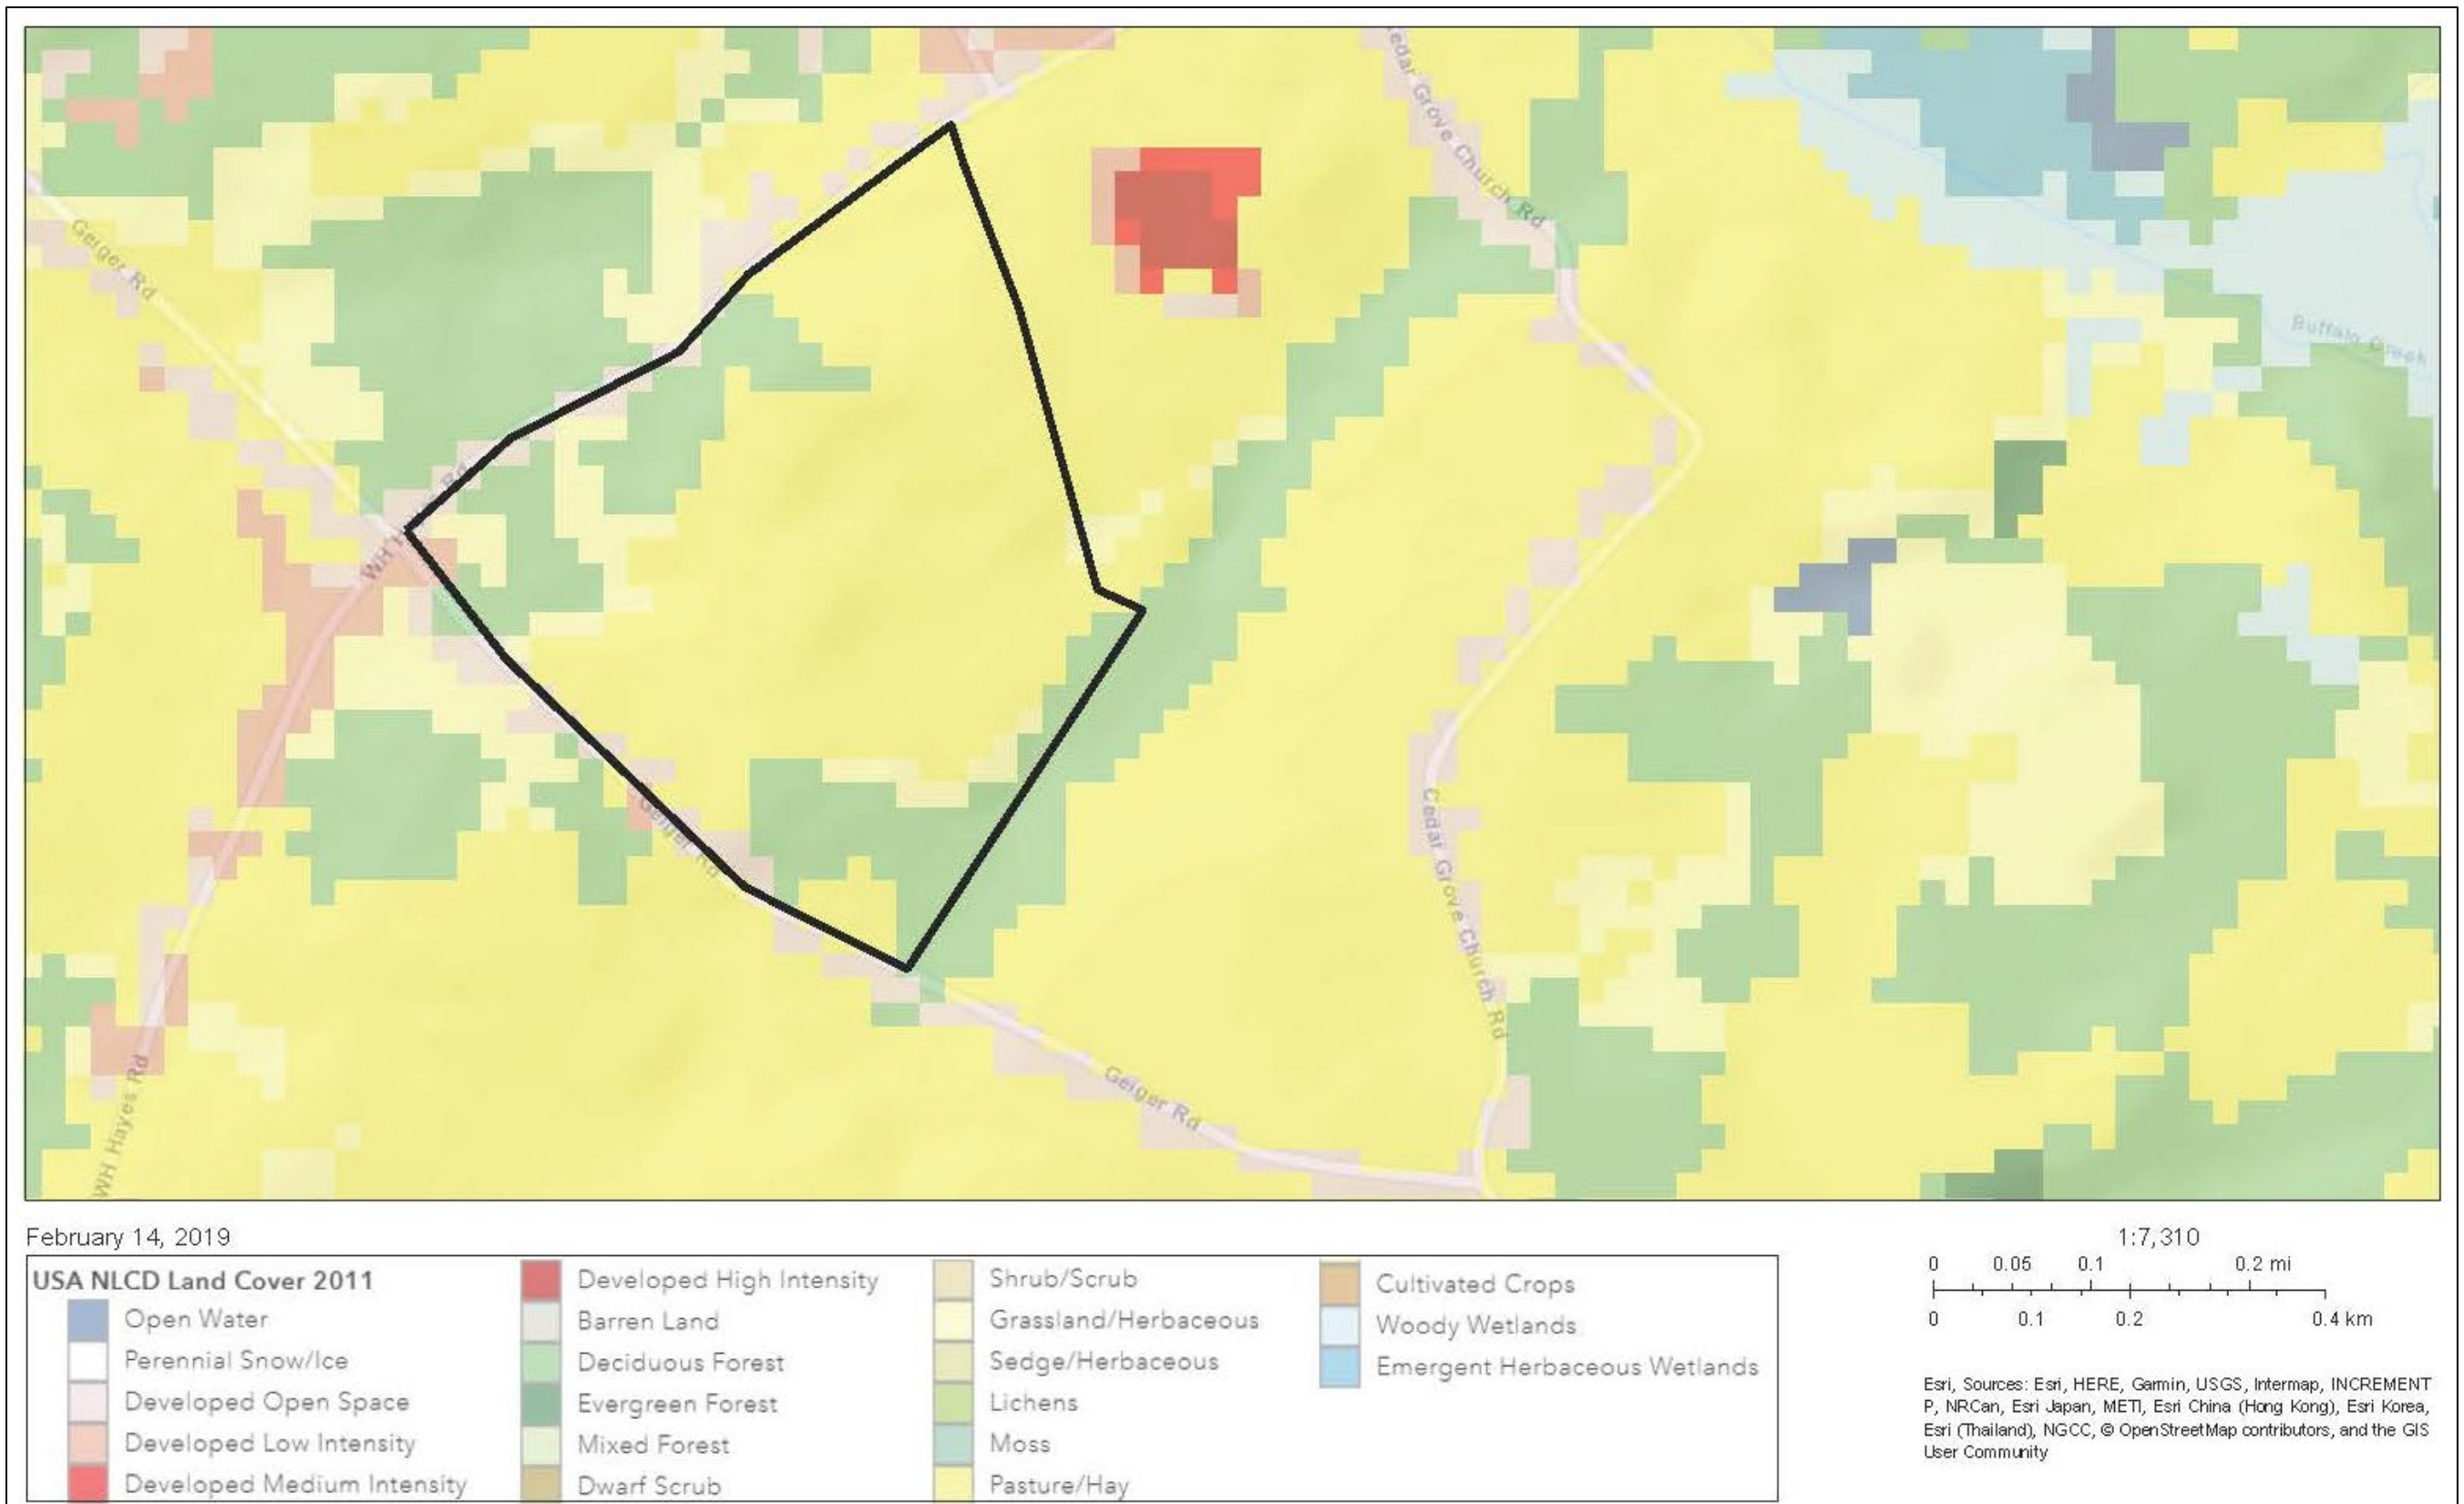 edar Grove Church Rd
Geiger Rd
Buffalo Creek
Rd
WH H
Geiger Rd
Cedar Grove Church Rd
Geiger Rd
WH Hayes Rd
February 14, 2019
USA NLCD Land Cover 2011
Open Water
Perennial Snow/Ice
Developed Open Space
Developed Low Intensity
Developed Medium Intensity
Developed High Intensity
Barren Land
Deciduous Forest
Evergreen Forest
Mixed Forest
Dwarf Scrub
Shrub/Scrub
Grassland/Herbaceous
Sedge/Herbaceous
Lichens
Moss
Pasture/Hay
Cultivated Crops
Woody Wetlands
Emergent Herbaceous Wetlands
1:7,310
0 0.05 0.1 0.2 mi
0 0.1 0.2 0.4 km
Esri, Sources: Esri, HERE, Garmin, USGS, Intermap, INCREMENT
P, NRCan, Esri Japan, METI, Esri China (Hong Kong), Esri Korea,
Esri (Thailand), NGCC, © OpenStreetMap contributors, and the GIS
User Community